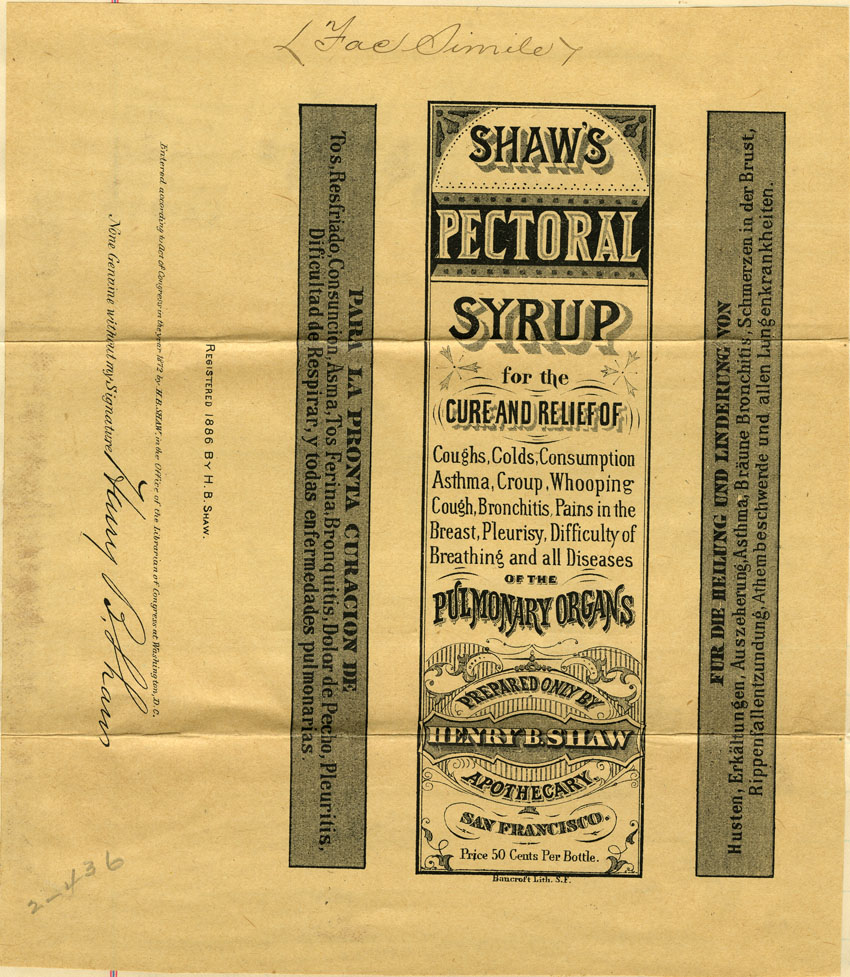 (Fac Simile)
SHAW'S
PECTORAL
SYRUP
for the
CURE AND RELIEF OF
Coughs, Colds, Consumption
Asthma, Croup, Whooping
Cough, Bronchitis, Pains in the
Breast, Pleurisy, Difficulty of
Breathing and all Diseases
OF THE
PULMONARY ORGANS
PREPARED ONLY BY
HENRY B. SHAW
APOTHECARY.
SAN FRANCISCO.
Price 50 Cents Per Bottle.
Bancroft Lith. S.F.
PARA LA PRONTA CURACION DE
Tos, Resfriado, Consuncion, Asma, Tos Ferina, Bronquitis, Dolor de Pecho, Pleuritis,
Dificultad de Respirar, y todas enfermedades pulmonarias.
FÜR DIE HEILUNG UND LINDERUNG VON
Husten, Erkältungen, Auszeherung, Asthma, Bräune Bronchitis, Schmerzen in der Brust,
Rippenfallentzundung, Athembeschwerde und allen Lungenkrankheiten.
REGISTERED 1886 BY H. B. SHAW.
Entered according to Act of Congress in the year 1872 by H.B. SHAW, in the Office of the Librarian of Congress at Washington, D.C.
None Genuine without my Signature Henry B. Shaw
2-436